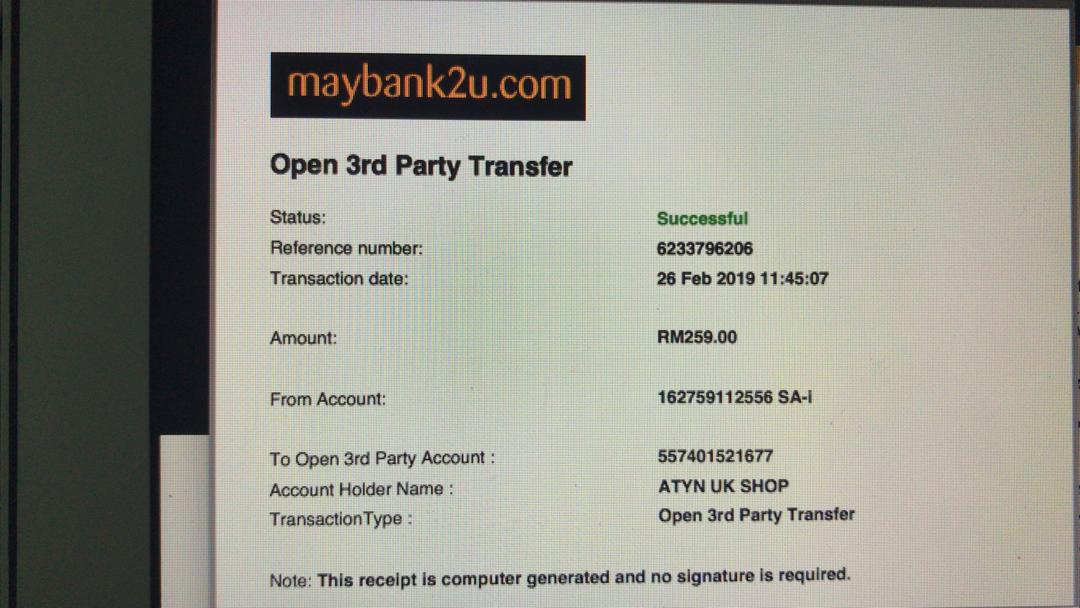 maybank2u.com
Open 3rd Party Transfer
Status: Successful
Reference number: 6233796206
Transaction date: 26 Feb 2019 11:45:07
Amount: RM259.00
From Account: 162759112556 SA-i
To Open 3rd Party Account : 557401521677
Account Holder Name : ATYN UK SHOP
TransactionType : Open 3rd Party Transfer
Note: This receipt is computer generated and no signature is required.